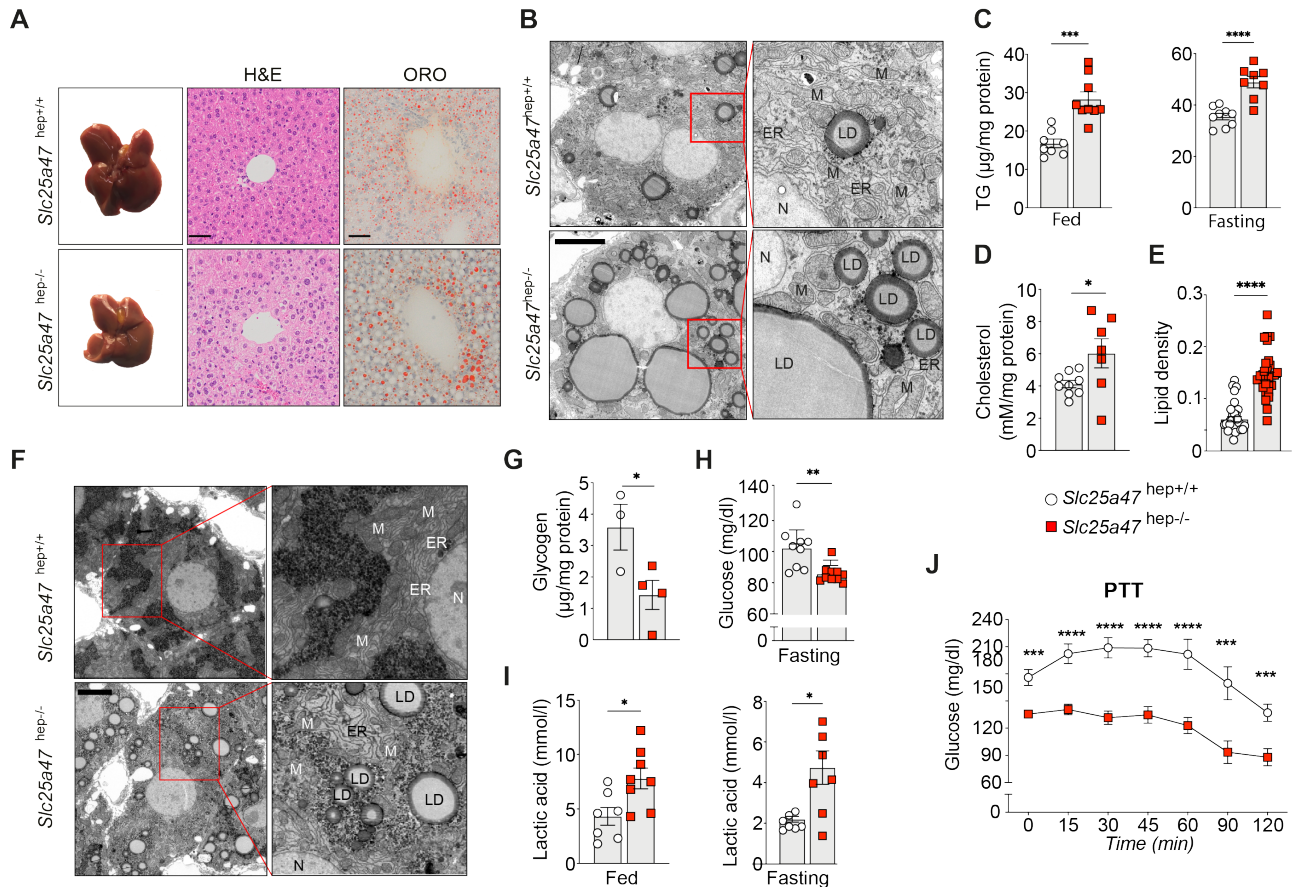 A
H&E ORO
Slc25a47 hep+/+
Slc25a47 hep-/-
B
Slc25a47 hep+/+
M
M
ER
LD
M
ER
M
N
Slc25a47 hep-/-
N
LD
LD
M
LD
LD
LD
ER
M
C
TG (µg/mg protein)
***
40
30
20
10
0
Fed
****
60
40
20
0
Fasting
D
Cholesterol
(mM/mg protein)
*
10
8
6
4
2
0
E
Lipid density
****
0.3
0.2
0.1
0
F
Slc25a47 hep+/+
M
M
ER
ER
N
M
Slc25a47 hep-/-
LD
M
ER
M
M
LD
LD
LD
N
G
Glycogen
(µg/mg protein)
*
5
4
3
2
1
0
H
Glucose (mg/dl)
**
140
120
100
80
60
0
Fasting
Slc25a47 hep+/+
Slc25a47 hep-/-
I
Lactic acid (mmol/l)
*
15
10
5
0
Fed
Lactic acid (mmol/l)
*
8
6
4
2
0
Fasting
J
PTT
Glucose (mg/dl)
240
210
180
150
120
90
60
0
*** **** **** **** **** *** ***
0 15 30 45 60 90 120
Time (min)